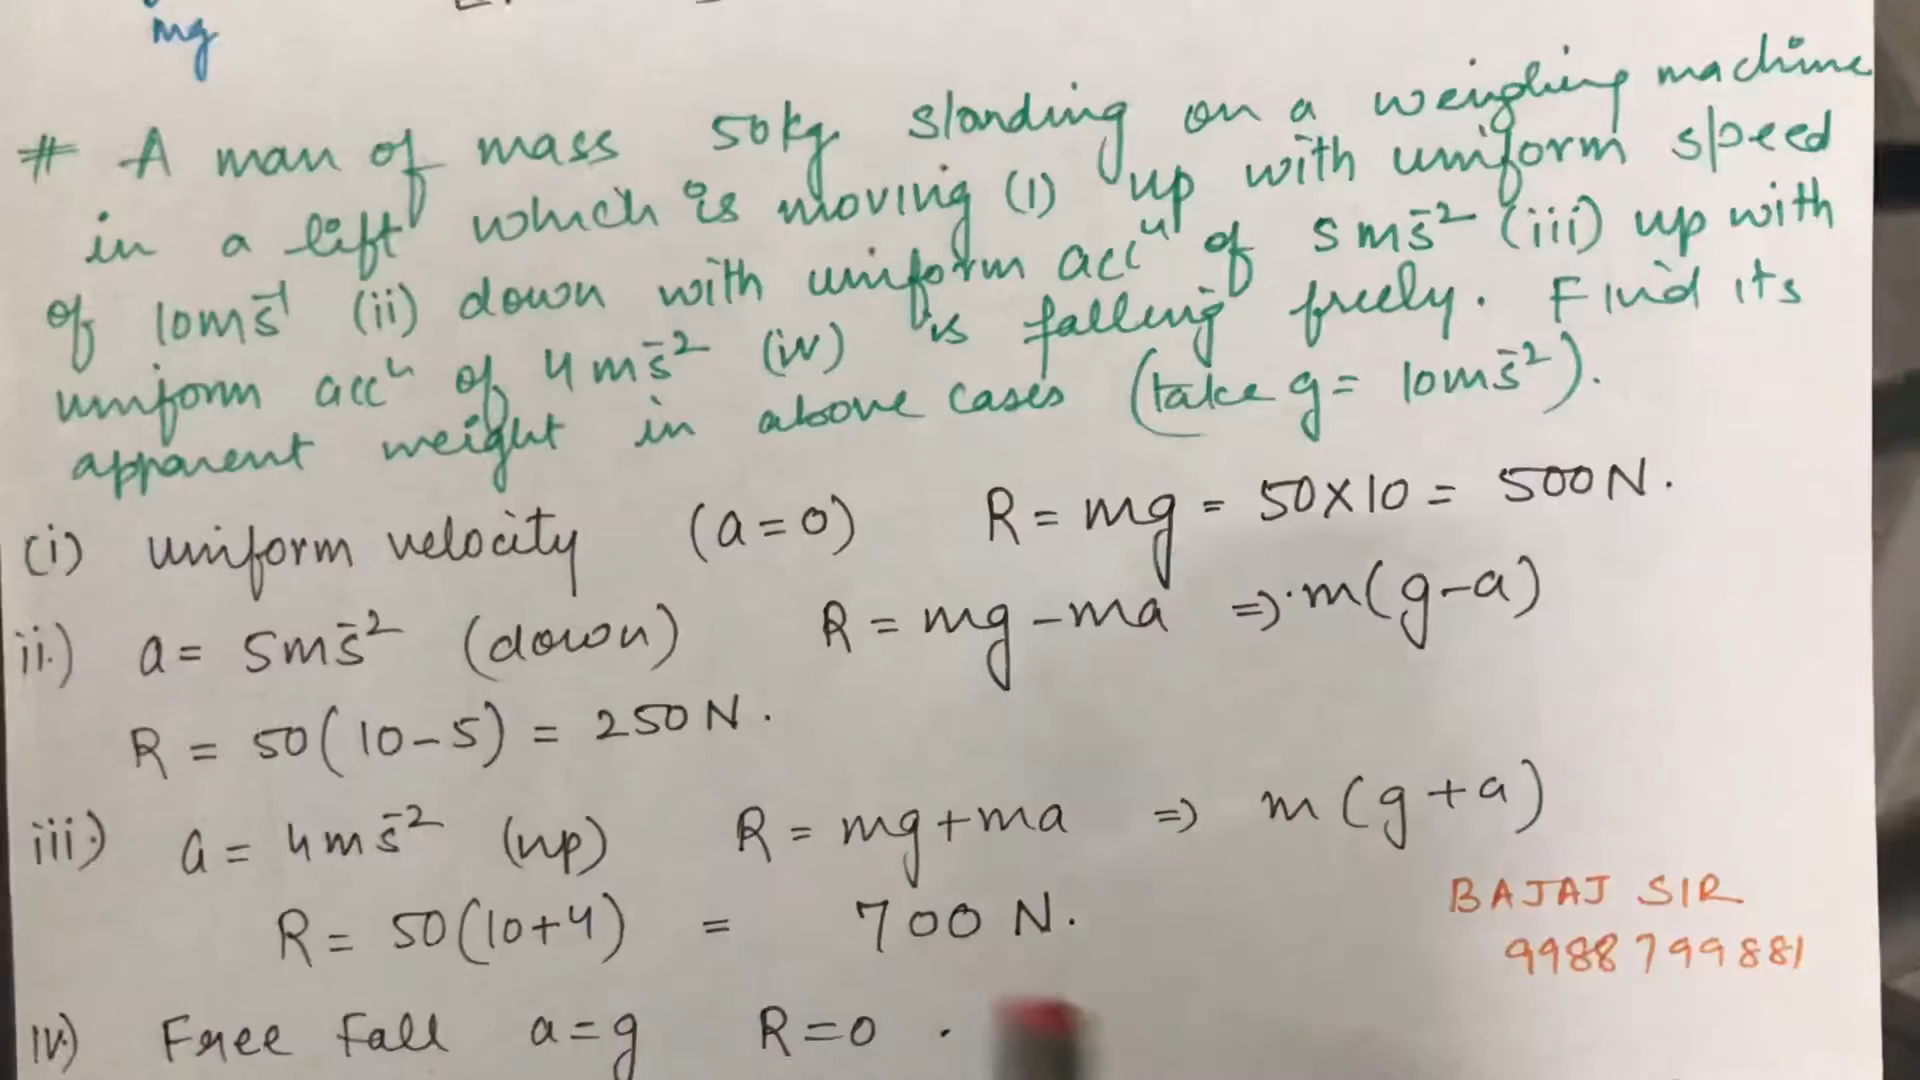 mg
# A man of mass 50kg standing on a weighing machine
in a lift which is moving (1) up with uniform speed
of 10ms⁻¹ (ii) down with uniform accⁿ of 5ms⁻² (iii) up with
uniform accⁿ of 4ms⁻² (iv) is falling freely. Find its
apparent weight in above cases (take g = 10ms⁻²).
(i) uniform velocity (a=0) R = mg = 50×10 = 500N.
ii.) a = 5ms⁻² (down) R = mg - ma ⇒ m(g-a)
R = 50(10-5) = 250N.
iii.) a = 4ms⁻² (up) R = mg+ma ⇒ m(g+a)
R = 50(10+4) = 700 N.
BAJAJ SIR
9988799881
iv.) Free Fall a=g R=0.